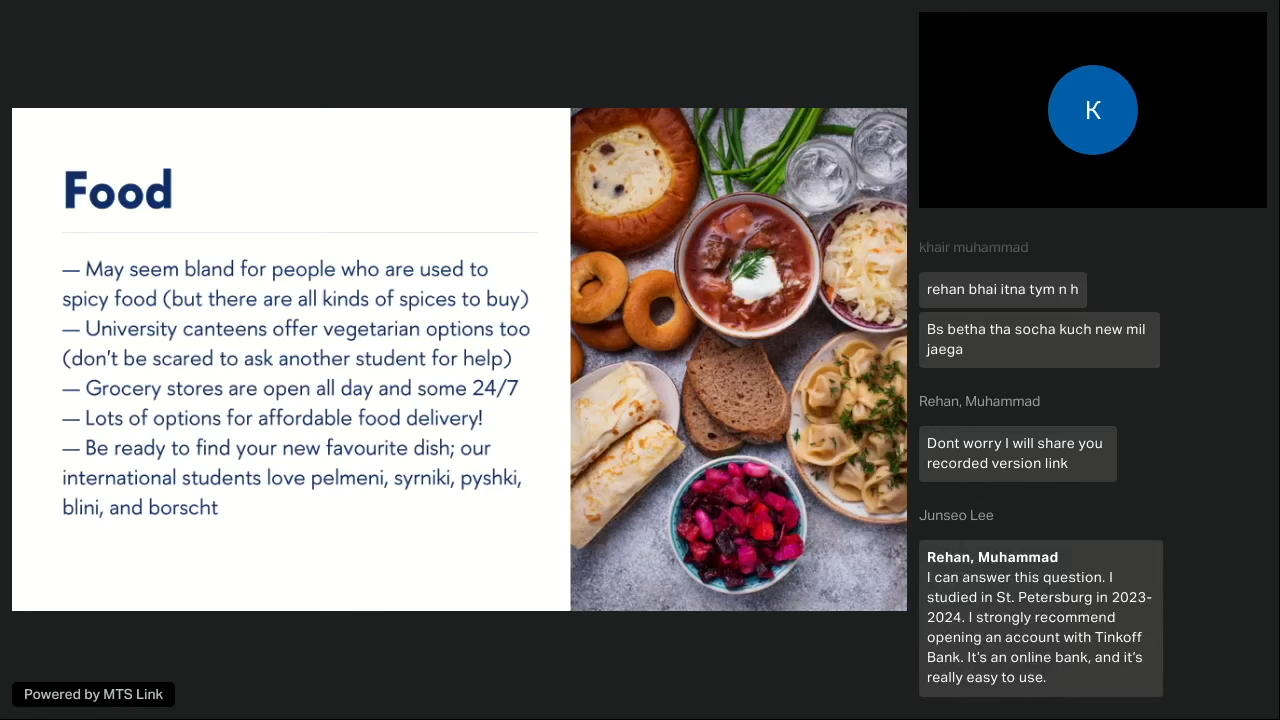 Food
— May seem bland for people who are used to
spicy food (but there are all kinds of spices to buy)
— University canteens offer vegetarian options too
(don't be scared to ask another student for help)
— Grocery stores are open all day and some 24/7
— Lots of options for affordable food delivery!
— Be ready to find your new favourite dish; our
international students love pelmeni, syrniki, pyshki,
blini, and borscht
Powered by MTS Link
K
khair muhammad
rehan bhai itna tym n h
Bs betha tha socha kuch new mil
jaega
Rehan, Muhammad
Dont worry I will share you
recorded version link
Junseo Lee
Rehan, Muhammad
I can answer this question. I
studied in St. Petersburg in 2023-
2024. I strongly recommend
opening an account with Tinkoff
Bank. It's an online bank, and it's
really easy to use.